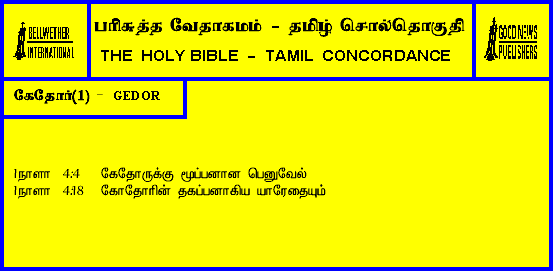 BELLWETHER
INTERNATIONAL
பரிசுத்த வேதாகமம் - தமிழ் சொல்தொகுதி
THE HOLY BIBLE - TAMIL CONCORDANCE
GOOD NEWS
PUBLISHERS
கேதோர்(1) - GEDOR
1நாளா 4:4 கேதோருக்கு மூப்பனான பெனுவேல்
1நாளா 4:18 கோதோரின் தகப்பனாகிய யாரேதையும்